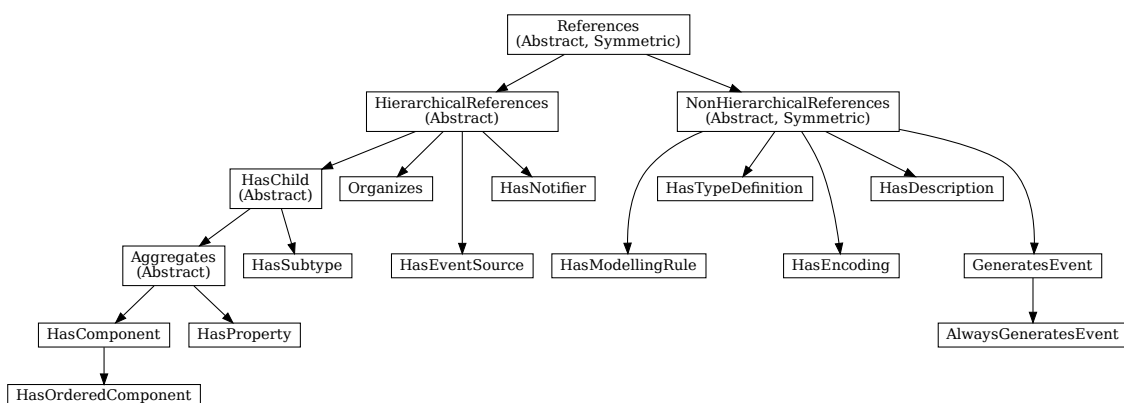 References
(Abstract, Symmetric)
HierarchicalReferences
(Abstract)
NonHierarchicalReferences
(Abstract, Symmetric)
HasChild
(Abstract)
Organizes
HasNotifier
HasTypeDefinition
HasDescription
Aggregates
(Abstract)
HasSubtype
HasEventSource
HasModellingRule
HasEncoding
GeneratesEvent
HasComponent
HasProperty
AlwaysGeneratesEvent
HasOrderedComponent